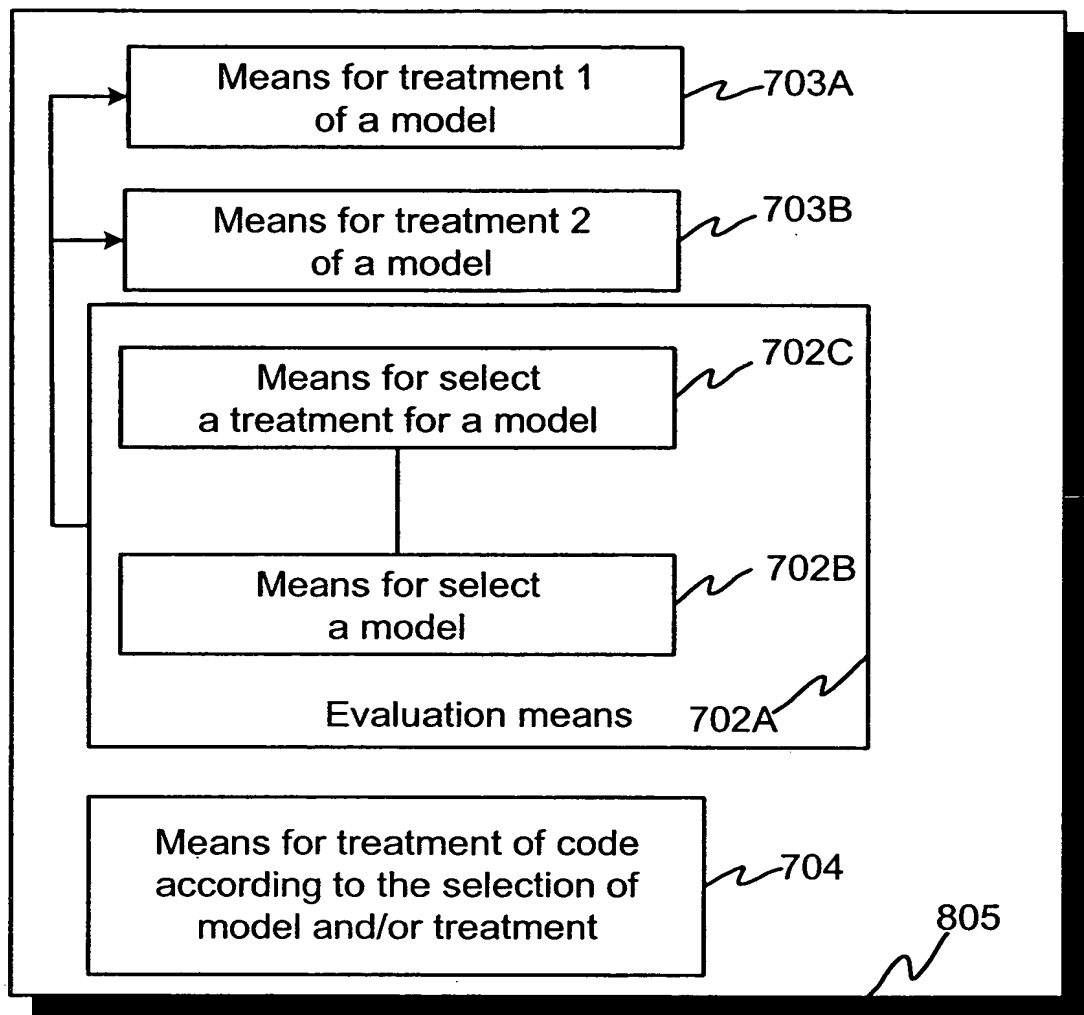 Means for treatment 1
of a model
703A
Means for treatment 2
of a model
703B
Means for select
a treatment for a model
702C
Means for select
a model
702B
Evaluation means
702A
Means for treatment of code
according to the selection of
model and/or treatment
704
805